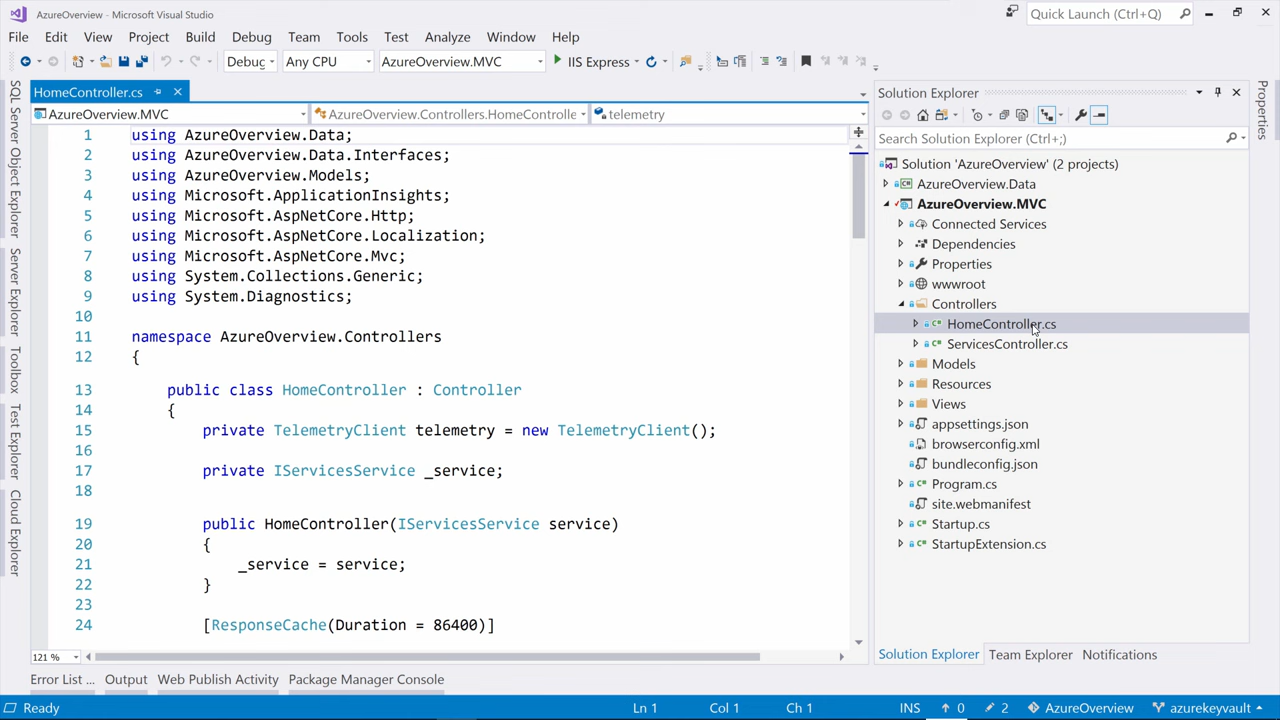 AzureOverview - Microsoft Visual Studio
Quick Launch (Ctrl+Q)
File Edit View Project Build Debug Team Tools Test Analyze Window Help
Debug Any CPU AzureOverview.MVC IIS Express
SQL Server Object Explorer
Server Explorer
Toolbox
Test Explorer
Cloud Explorer
HomeController.cs
AzureOverview.MVC AzureOverview.Controllers.HomeControlle telemetry
1 using AzureOverview.Data;
2 using AzureOverview.Data.Interfaces;
3 using AzureOverview.Models;
4 using Microsoft.ApplicationInsights;
5 using Microsoft.AspNetCore.Http;
6 using Microsoft.AspNetCore.Localization;
7 using Microsoft.AspNetCore.Mvc;
8 using System.Collections.Generic;
9 using System.Diagnostics;
10
11 namespace AzureOverview.Controllers
12 {
13 public class HomeController : Controller
14 {
15 private TelemetryClient telemetry = new TelemetryClient();
16
17 private IServicesService _service;
18
19 public HomeController(IServicesService service)
20 {
21 _service = service;
22 }
23
24 [ResponseCache(Duration = 86400)]
121 %
Solution Explorer
Search Solution Explorer (Ctrl+;)
Solution 'AzureOverview' (2 projects)
AzureOverview.Data
AzureOverview.MVC
Connected Services
Dependencies
Properties
wwwroot
Controllers
HomeController.cs
ServicesController.cs
Models
Resources
Views
appsettings.json
browserconfig.xml
bundleconfig.json
Program.cs
site.webmanifest
Startup.cs
StartupExtension.cs
Solution Explorer Team Explorer Notifications
Properties
Error List ... Output Web Publish Activity Package Manager Console
Ready Ln 1 Col 1 Ch 1 INS 0 2 AzureOverview azurekeyvault